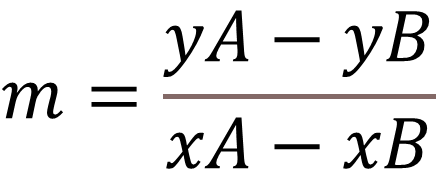 m = yA − yB
xA − xB